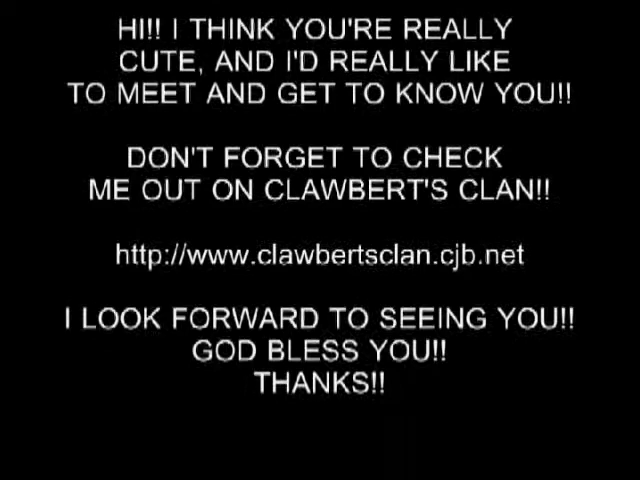 HI!! I THINK YOU'RE REALLY
CUTE, AND I'D REALLY LIKE
TO MEET AND GET TO KNOW YOU!!
DON'T FORGET TO CHECK
ME OUT ON CLAWBERT'S CLAN!!
http://www.clawbertsclan.cjb.net
I LOOK FORWARD TO SEEING YOU!!
GOD BLESS YOU!!
THANKS!!